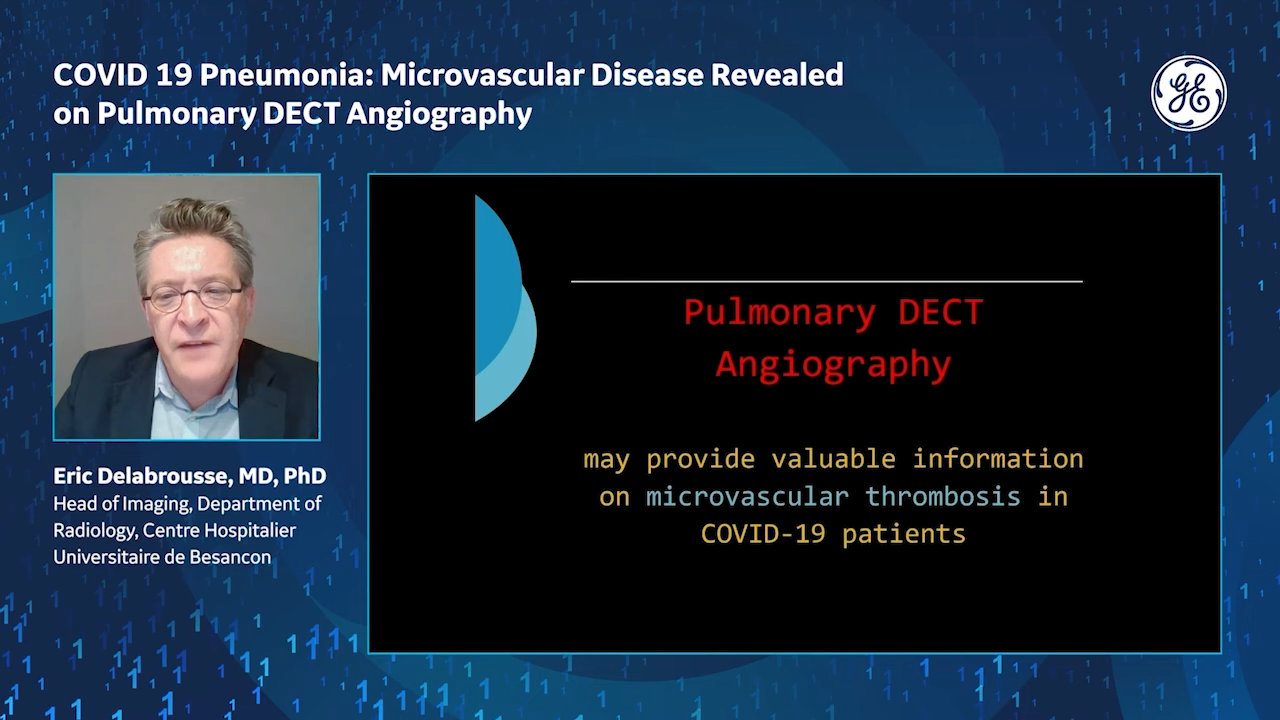 COVID 19 Pneumonia: Microvascular Disease Revealed
on Pulmonary DECT Angiography
GE
Eric Delabrousse, MD, PhD
Head of Imaging, Department of
Radiology, Centre Hospitalier
Universitaire de Besancon
Pulmonary DECT
Angiography
may provide valuable information
on microvascular thrombosis in
COVID-19 patients